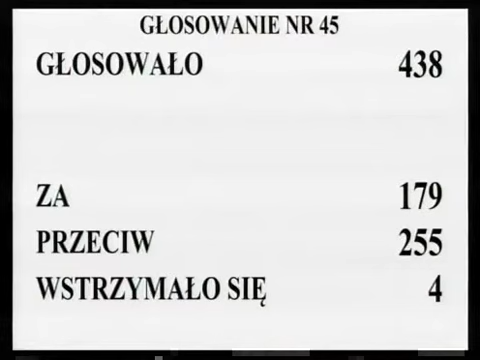 GŁOSOWANIE NR 45
GŁOSOWAŁO 438
ZA 179
PRZECIW 255
WSTRZYMAŁO SIĘ 4